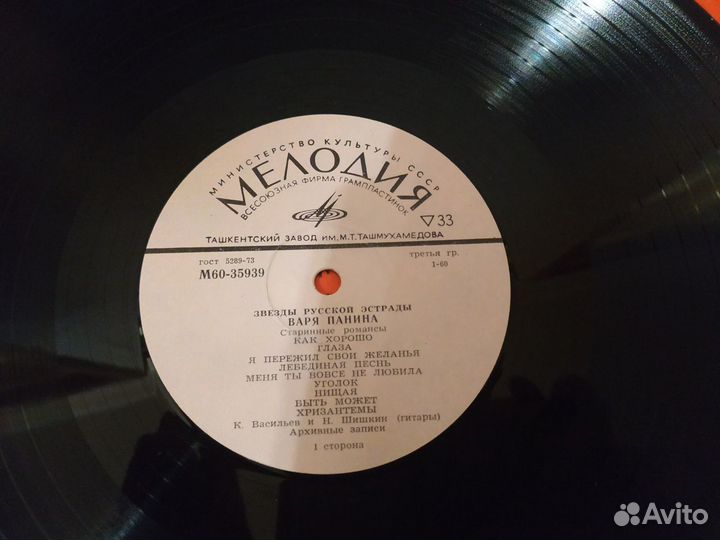 МИНИСТЕРСТВО КУЛЬТУРЫ СССР
МЕЛОДИЯ
ВСЕСОЮЗНАЯ ФИРМА ГРАМПЛАСТИНОК
33
ТАШКЕНТСКИЙ ЗАВОД ИМ. М.Т. ТАШМУХАМЕДОВА
гост 5289-73
третья гр.
М60-35939
1-60
ЗВЕЗДЫ РУССКОЙ ЭСТРАДЫ
ВАРЯ ПАНИНА
Старинные романсы
КАК ХОРОШО
ГЛАЗА
Я ПЕРЕЖИЛ СВОИ ЖЕЛАНЬЯ
ЛЕБЕДИНАЯ ПЕСНЬ
МЕНЯ ТЫ ВОВСЕ НЕ ЛЮБИЛА
УГОЛОК
НИЩАЯ
БЫТЬ МОЖЕТ
ХРИЗАНТЕМЫ
К. Васильев и Н. Шишкин (гитары)
Архивные записи
1 сторона
Avito